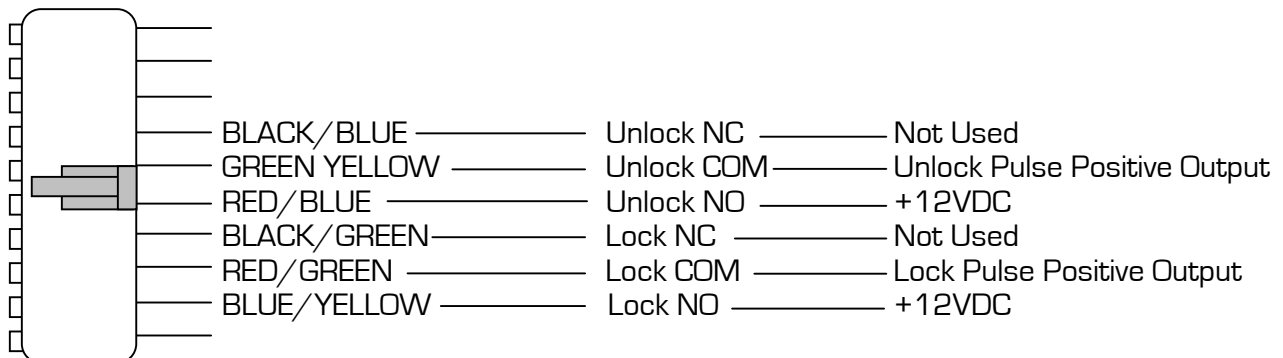 BLACK/BLUE Unlock NC Not Used
GREEN YELLOW Unlock COM Unlock Pulse Positive Output
RED/BLUE Unlock NO +12VDC
BLACK/GREEN Lock NC Not Used
RED/GREEN Lock COM Lock Pulse Positive Output
BLUE/YELLOW Lock NO +12VDC